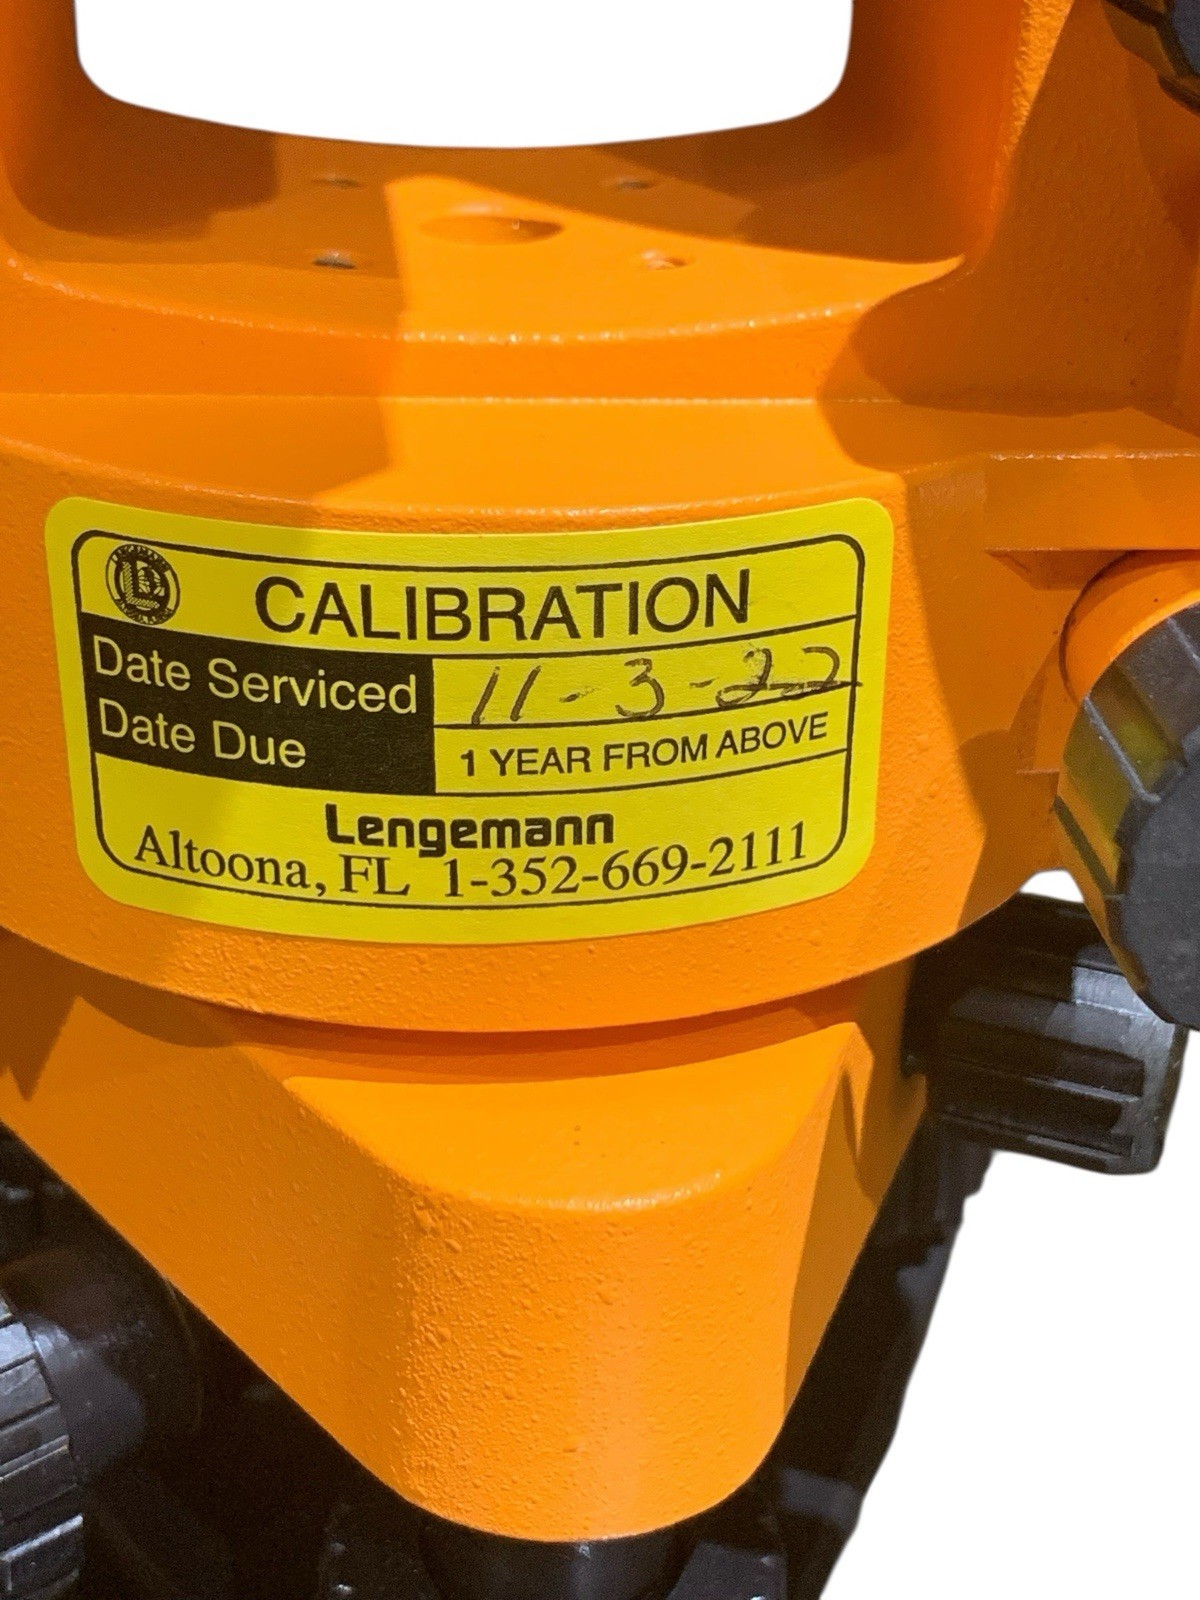 CALIBRATION
Date Serviced 11-3-22
Date Due 1 YEAR FROM ABOVE
Lengemann
Altoona, FL 1-352-669-2111